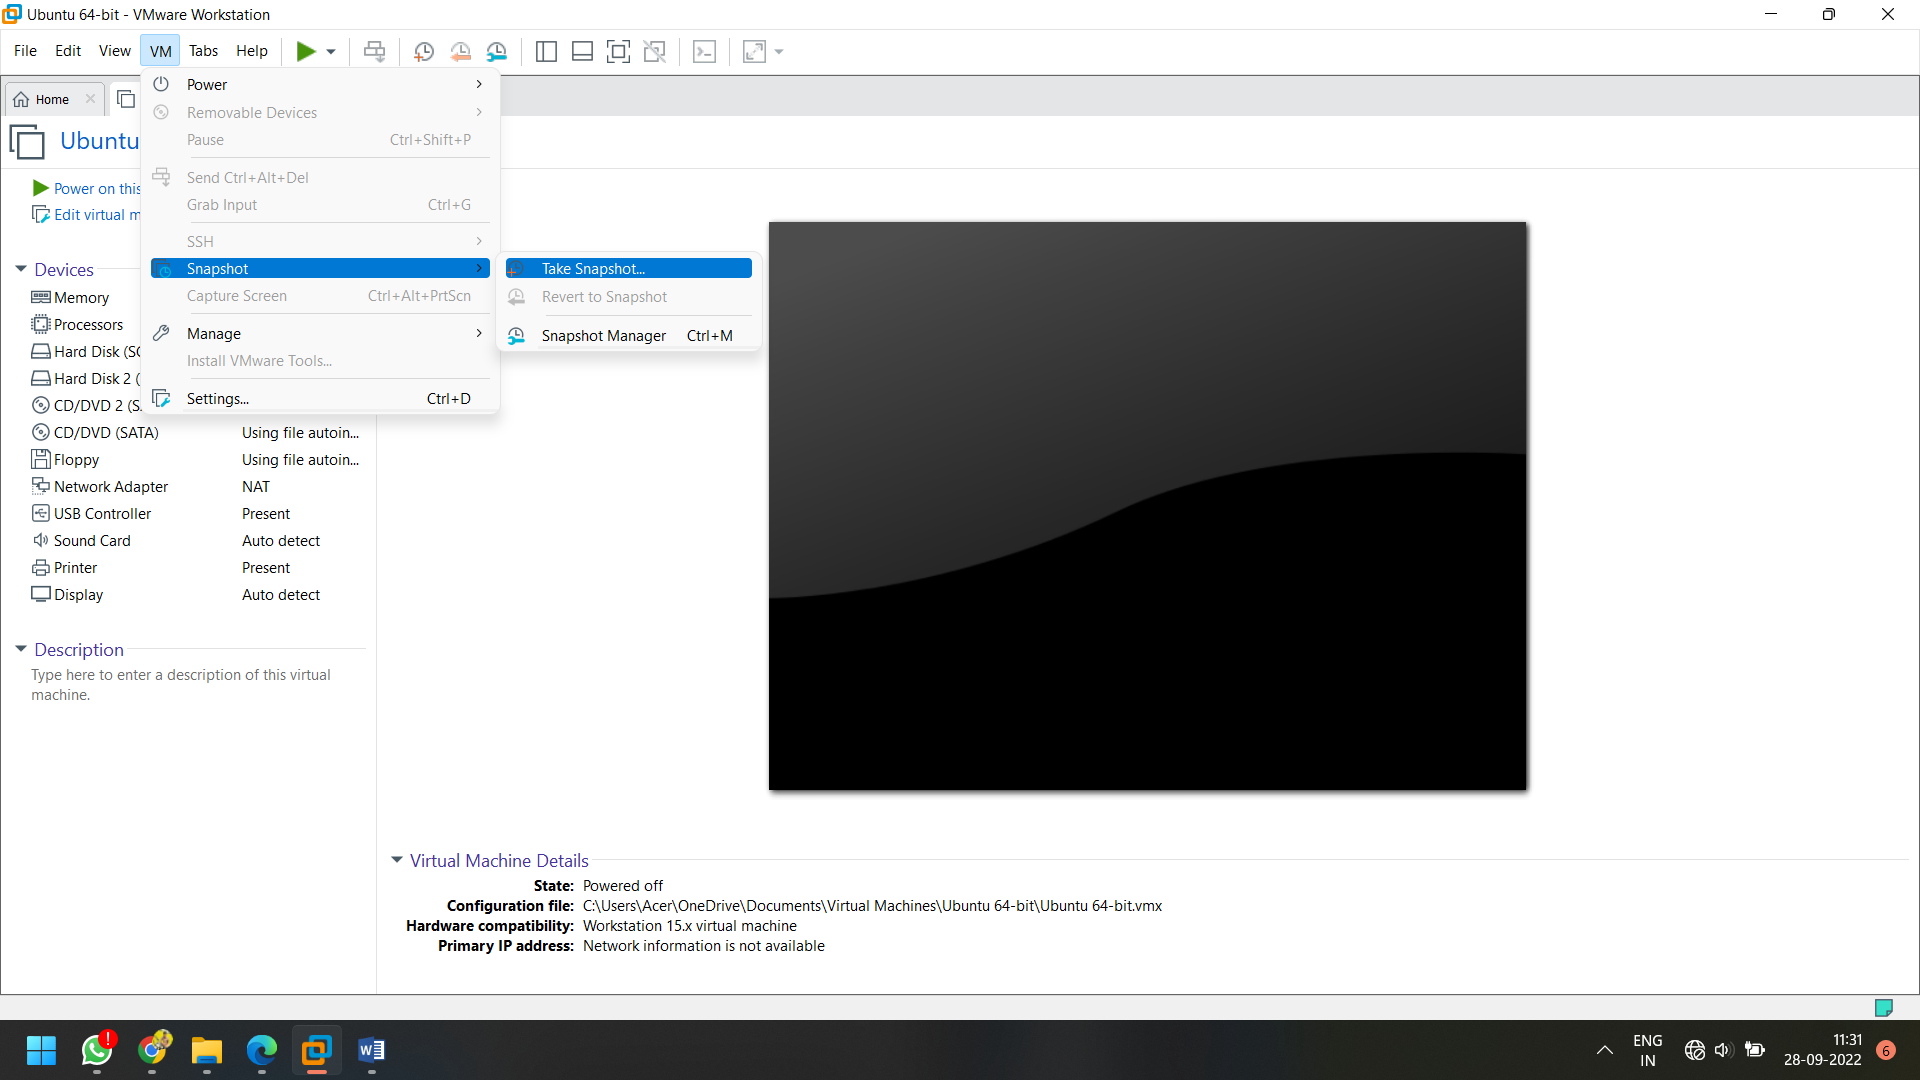 Ubuntu 64-bit - VMware Workstation
File Edit View VM Tabs Help
Home
Ubuntu
Power on this
Edit virtual m
Power
Removable Devices
Pause Ctrl+Shift+P
Send Ctrl+Alt+Del
Grab Input Ctrl+G
SSH
Snapshot
Capture Screen Ctrl+Alt+PrtScn
Manage
Install VMware Tools...
Settings... Ctrl+D
Take Snapshot...
Revert to Snapshot
Snapshot Manager Ctrl+M
Devices
Memory
Processors
Hard Disk (SC
Hard Disk 2 (
CD/DVD 2 (S
CD/DVD (SATA) Using file autoin...
Floppy Using file autoin...
Network Adapter NAT
USB Controller Present
Sound Card Auto detect
Printer Present
Display Auto detect
Description
Type here to enter a description of this virtual
machine.
Virtual Machine Details
State: Powered off
Configuration file: C:\Users\Acer\OneDrive\Documents\Virtual Machines\Ubuntu 64-bit\Ubuntu 64-bit.vmx
Hardware compatibility: Workstation 15.x virtual machine
Primary IP address: Network information is not available
ENG
IN
11:31
28-09-2022
6